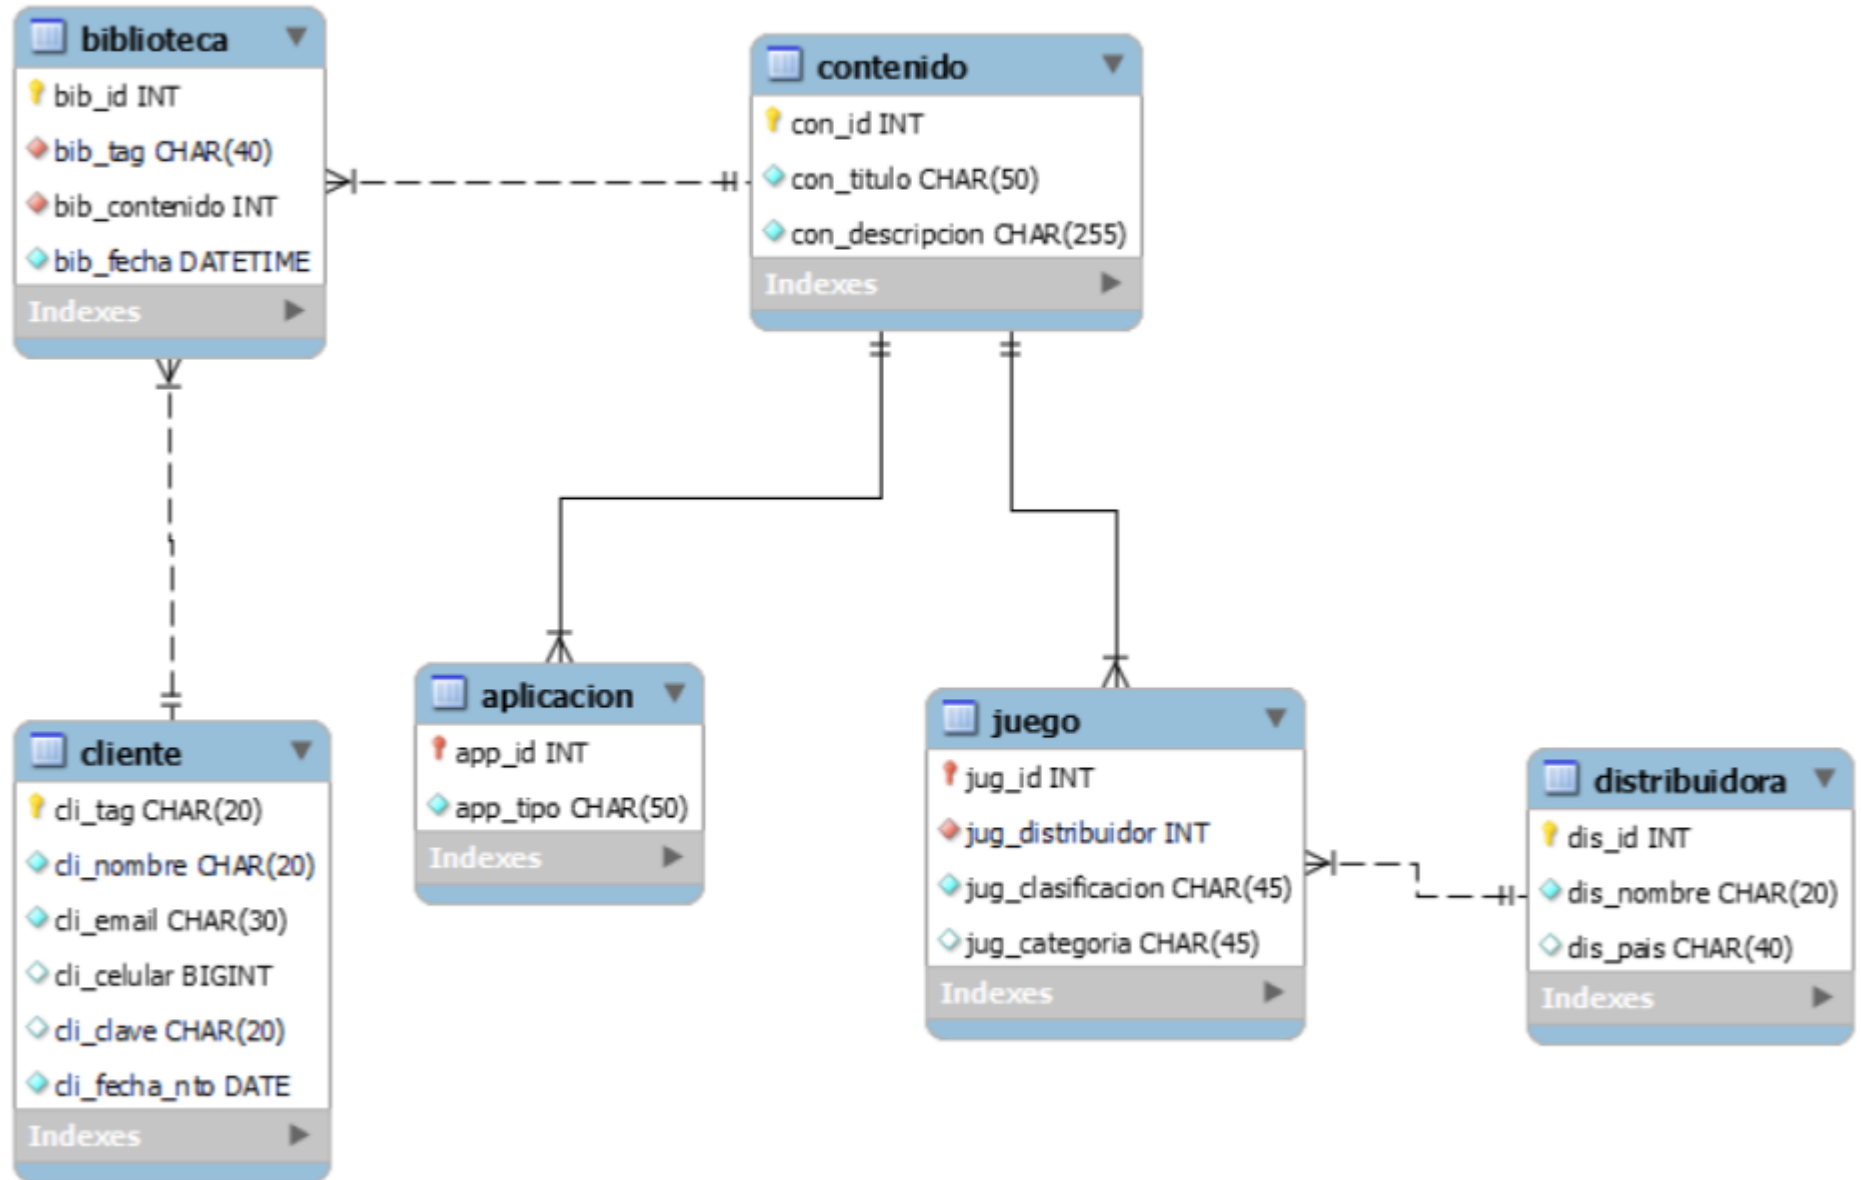 biblioteca
bib_id INT
bib_tag CHAR(40)
bib_contenido INT
bib_fecha DATETIME
Indexes
contenido
con_id INT
con_titulo CHAR(50)
con_descripcion CHAR(255)
Indexes
cliente
cli_tag CHAR(20)
cli_nombre CHAR(20)
cli_email CHAR(30)
cli_celular BIGINT
cli_clave CHAR(20)
cli_fecha_nto DATE
Indexes
aplicacion
app_id INT
app_tipo CHAR(50)
Indexes
juego
jug_id INT
jug_distribuidor INT
jug_clasificacion CHAR(45)
jug_categoria CHAR(45)
Indexes
distribuidora
dis_id INT
dis_nombre CHAR(20)
dis_pais CHAR(40)
Indexes